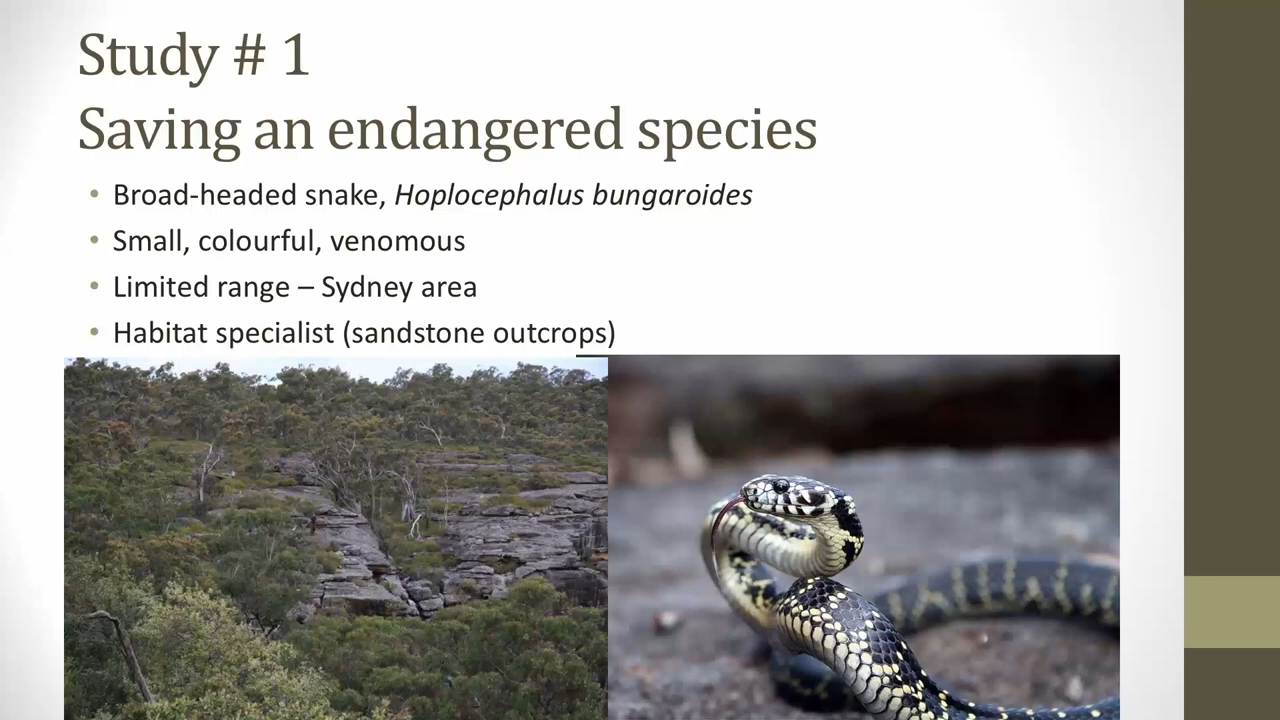 Study # 1
Saving an endangered species
• Broad-headed snake, Hoplocephalus bungaroides
• Small, colourful, venomous
• Limited range – Sydney area
• Habitat specialist (sandstone outcrops)